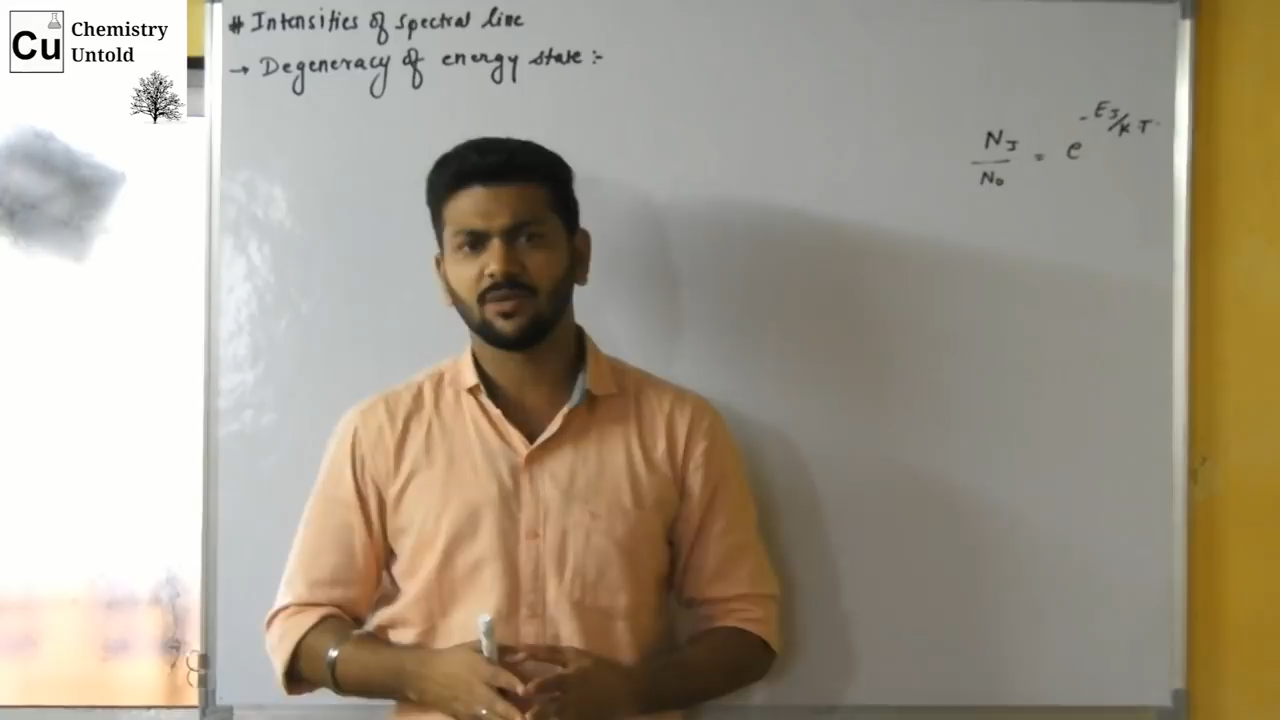 Cu
Chemistry
Untold
# Intensities of spectral line
→ Degeneracy of energy state :-
N_J / N_0 = e^{-E_J/KT}